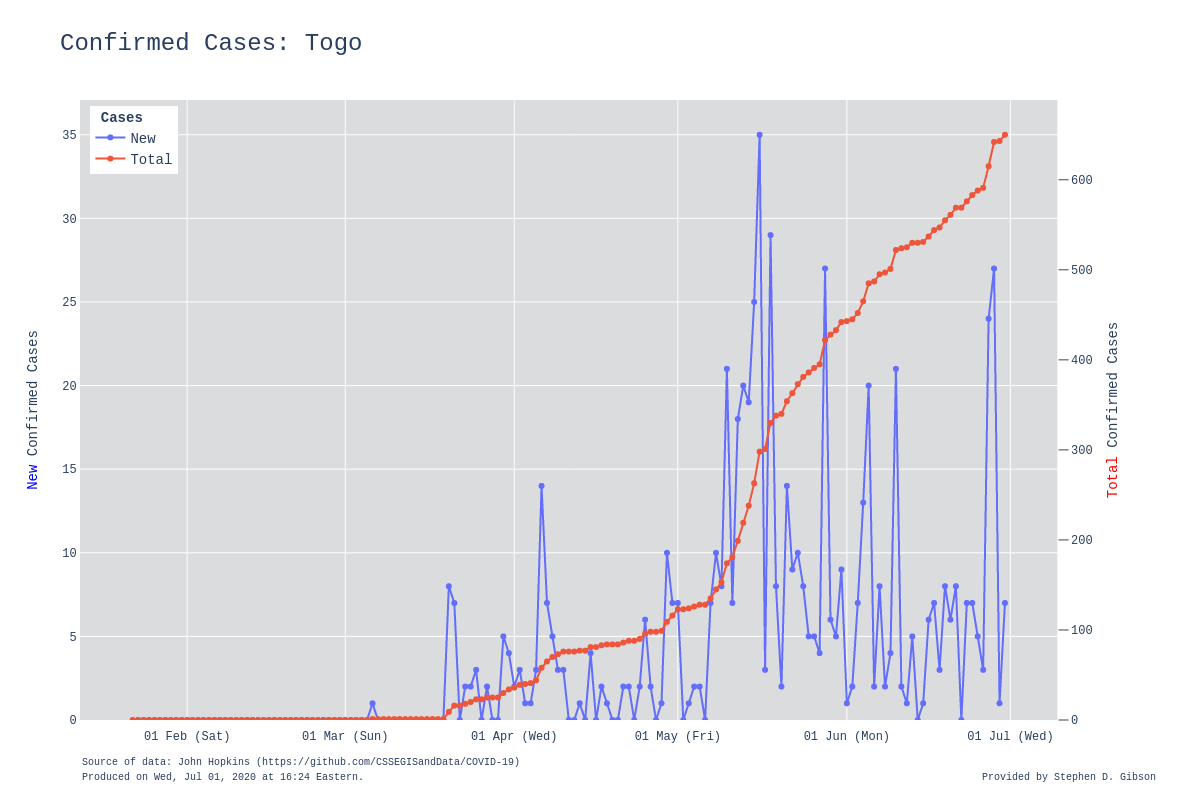 Confirmed Cases: Togo
Cases
New
Total
35
30
25
20
15
10
5
0
600
500
400
300
200
100
0
New Confirmed Cases
Total Confirmed Cases
01 Feb (Sat)
01 Mar (Sun)
01 Apr (Wed)
01 May (Fri)
01 Jun (Mon)
01 Jul (Wed)
Source of data: John Hopkins (https://github.com/CSSEGISandData/COVID-19)
Produced on Wed, Jul 01, 2020 at 16:24 Eastern.
Provided by Stephen D. Gibson